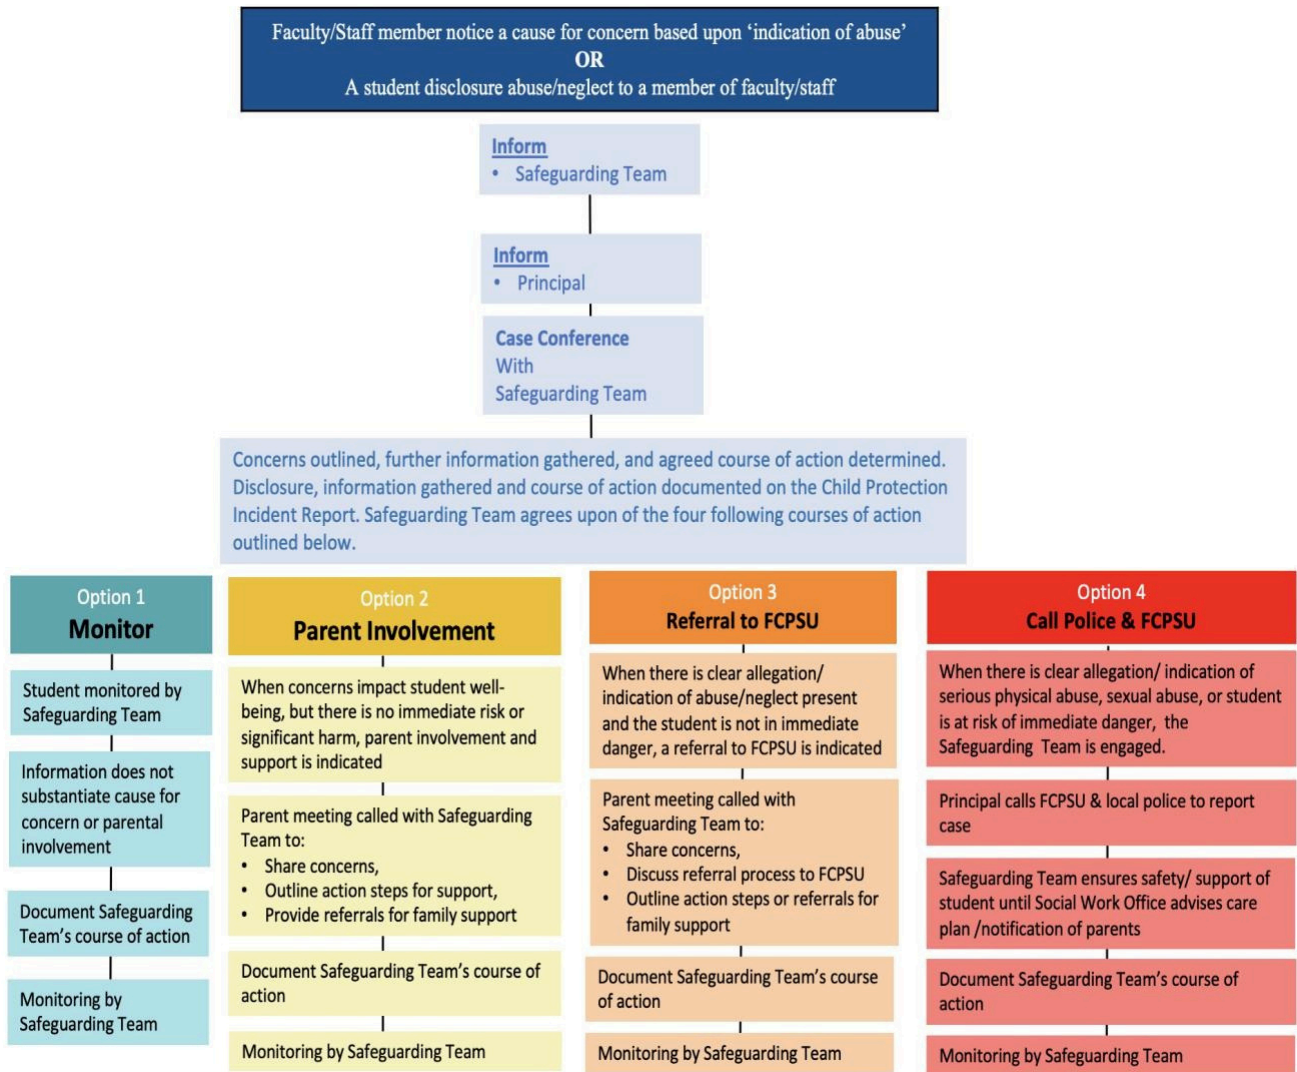 Faculty/Staff member notice a cause for concern based upon ‘indication of abuse’
OR
A student disclosure abuse/neglect to a member of faculty/staff
Inform
• Safeguarding Team
Inform
• Principal
Case Conference
With
Safeguarding Team
Concerns outlined, further information gathered, and agreed course of action determined.
Disclosure, information gathered and course of action documented on the Child Protection
Incident Report. Safeguarding Team agrees upon of the four following courses of action
outlined below.
Option 1
Monitor
Student monitored by
Safeguarding Team
Information does not
substantiate cause for
concern or parental
involvement
Document Safeguarding
Team’s course of action
Monitoring by
Safeguarding Team
Option 2
Parent Involvement
When concerns impact student well-
being, but there is no immediate risk or
significant harm, parent involvement and
support is indicated
Parent meeting called with Safeguarding
Team to:
• Share concerns,
• Outline action steps for support,
• Provide referrals for family support
Document Safeguarding Team’s course of
action
Monitoring by Safeguarding Team
Option 3
Referral to FCPSU
When there is clear allegation/
indication of abuse/neglect present
and the student is not in immediate
danger, a referral to FCPSU is indicated
Parent meeting called with
Safeguarding Team to:
• Share concerns,
• Discuss referral process to FCPSU
• Outline action steps or referrals for
family support
Document Safeguarding Team’s course
of action
Monitoring by Safeguarding Team
Option 4
Call Police & FCPSU
When there is clear allegation/ indication of
serious physical abuse, sexual abuse, or student
is at risk of immediate danger, the
Safeguarding Team is engaged.
Principal calls FCPSU & local police to report
case
Safeguarding Team ensures safety/ support of
student until Social Work Office advises care
plan /notification of parents
Document Safeguarding Team’s course of
action
Monitoring by Safeguarding Team